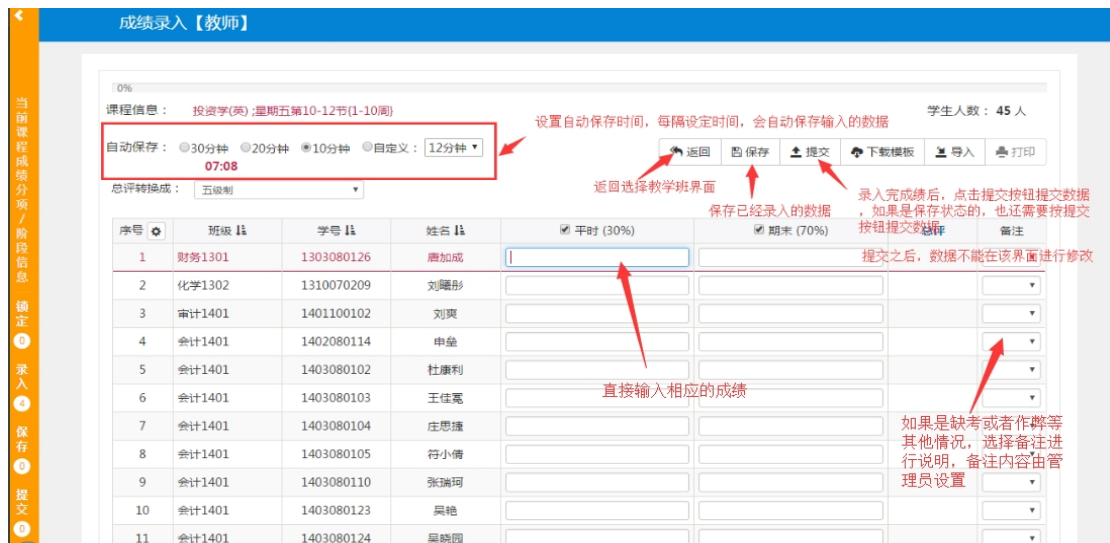 成绩录入【教师】
0%
课程信息： 投资学(英) ;星期五第10-12节{1-10周}
学生人数： 45 人
设置自动保存时间，每隔设定时间，会自动保存输入的数据
自动保存： 30分钟 20分钟 10分钟 自定义： 12分钟
07:08
返回 保存 提交 下载模板 导入 打印
总评转换成： 五级制
返回选择教学班界面
保存已经录入的数据
录入完成绩后，点击提交按钮提交数据
，如果是保存状态的，也还需要按提交
按钮提交数据
提交之后，数据不能在该界面进行修改
序号 班级 学号 姓名 平时 (30%) 期末 (70%) 总评 备注
1 财务1301 1303080126 唐加成
2 化学1302 1310070209 刘曦彤
3 审计1401 1401100102 刘爽
4 会计1401 1402080114 申垒
5 会计1401 1403080102 杜康利
6 会计1401 1403080103 王佳冕
7 会计1401 1403080104 庄思捷
8 会计1401 1403080105 符小倩
9 会计1401 1403080110 张瑞珂
10 会计1401 1403080123 吴艳
11 会计1401 1403080124 吴晓园
直接输入相应的成绩
如果是缺考或者作弊等
其他情况，选择备注进
行说明，备注内容由管
理员设置
当前课程成绩分项/阶段信息
锁定 0
录入 4
保存 0
提交 0